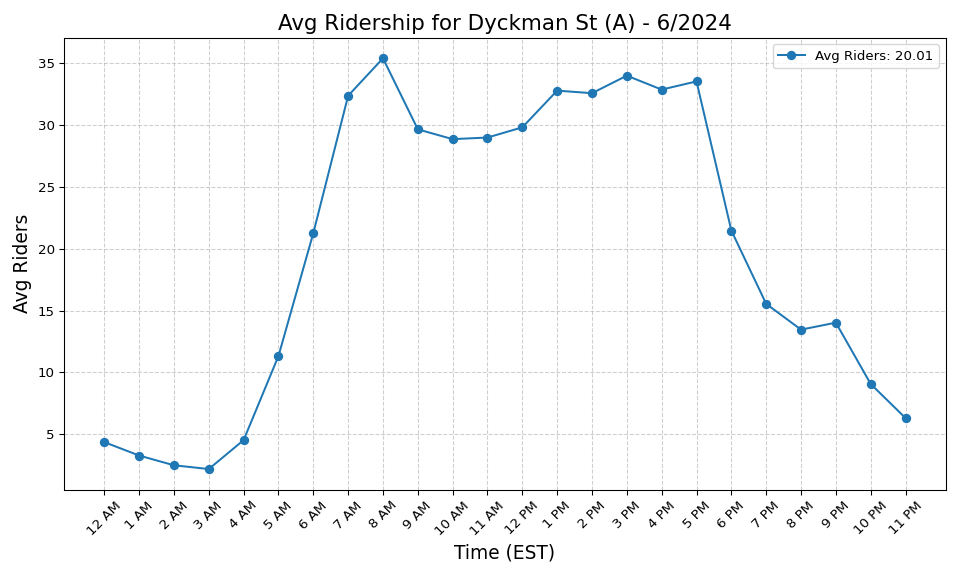 Avg Ridership for Dyckman St (A) - 6/2024
Avg Riders: 20.01
35
30
25
20
15
10
5
Avg Riders
12 AM
1 AM
2 AM
3 AM
4 AM
5 AM
6 AM
7 AM
8 AM
9 AM
10 AM
11 AM
12 PM
1 PM
2 PM
3 PM
4 PM
5 PM
6 PM
7 PM
8 PM
9 PM
10 PM
11 PM
Time (EST)